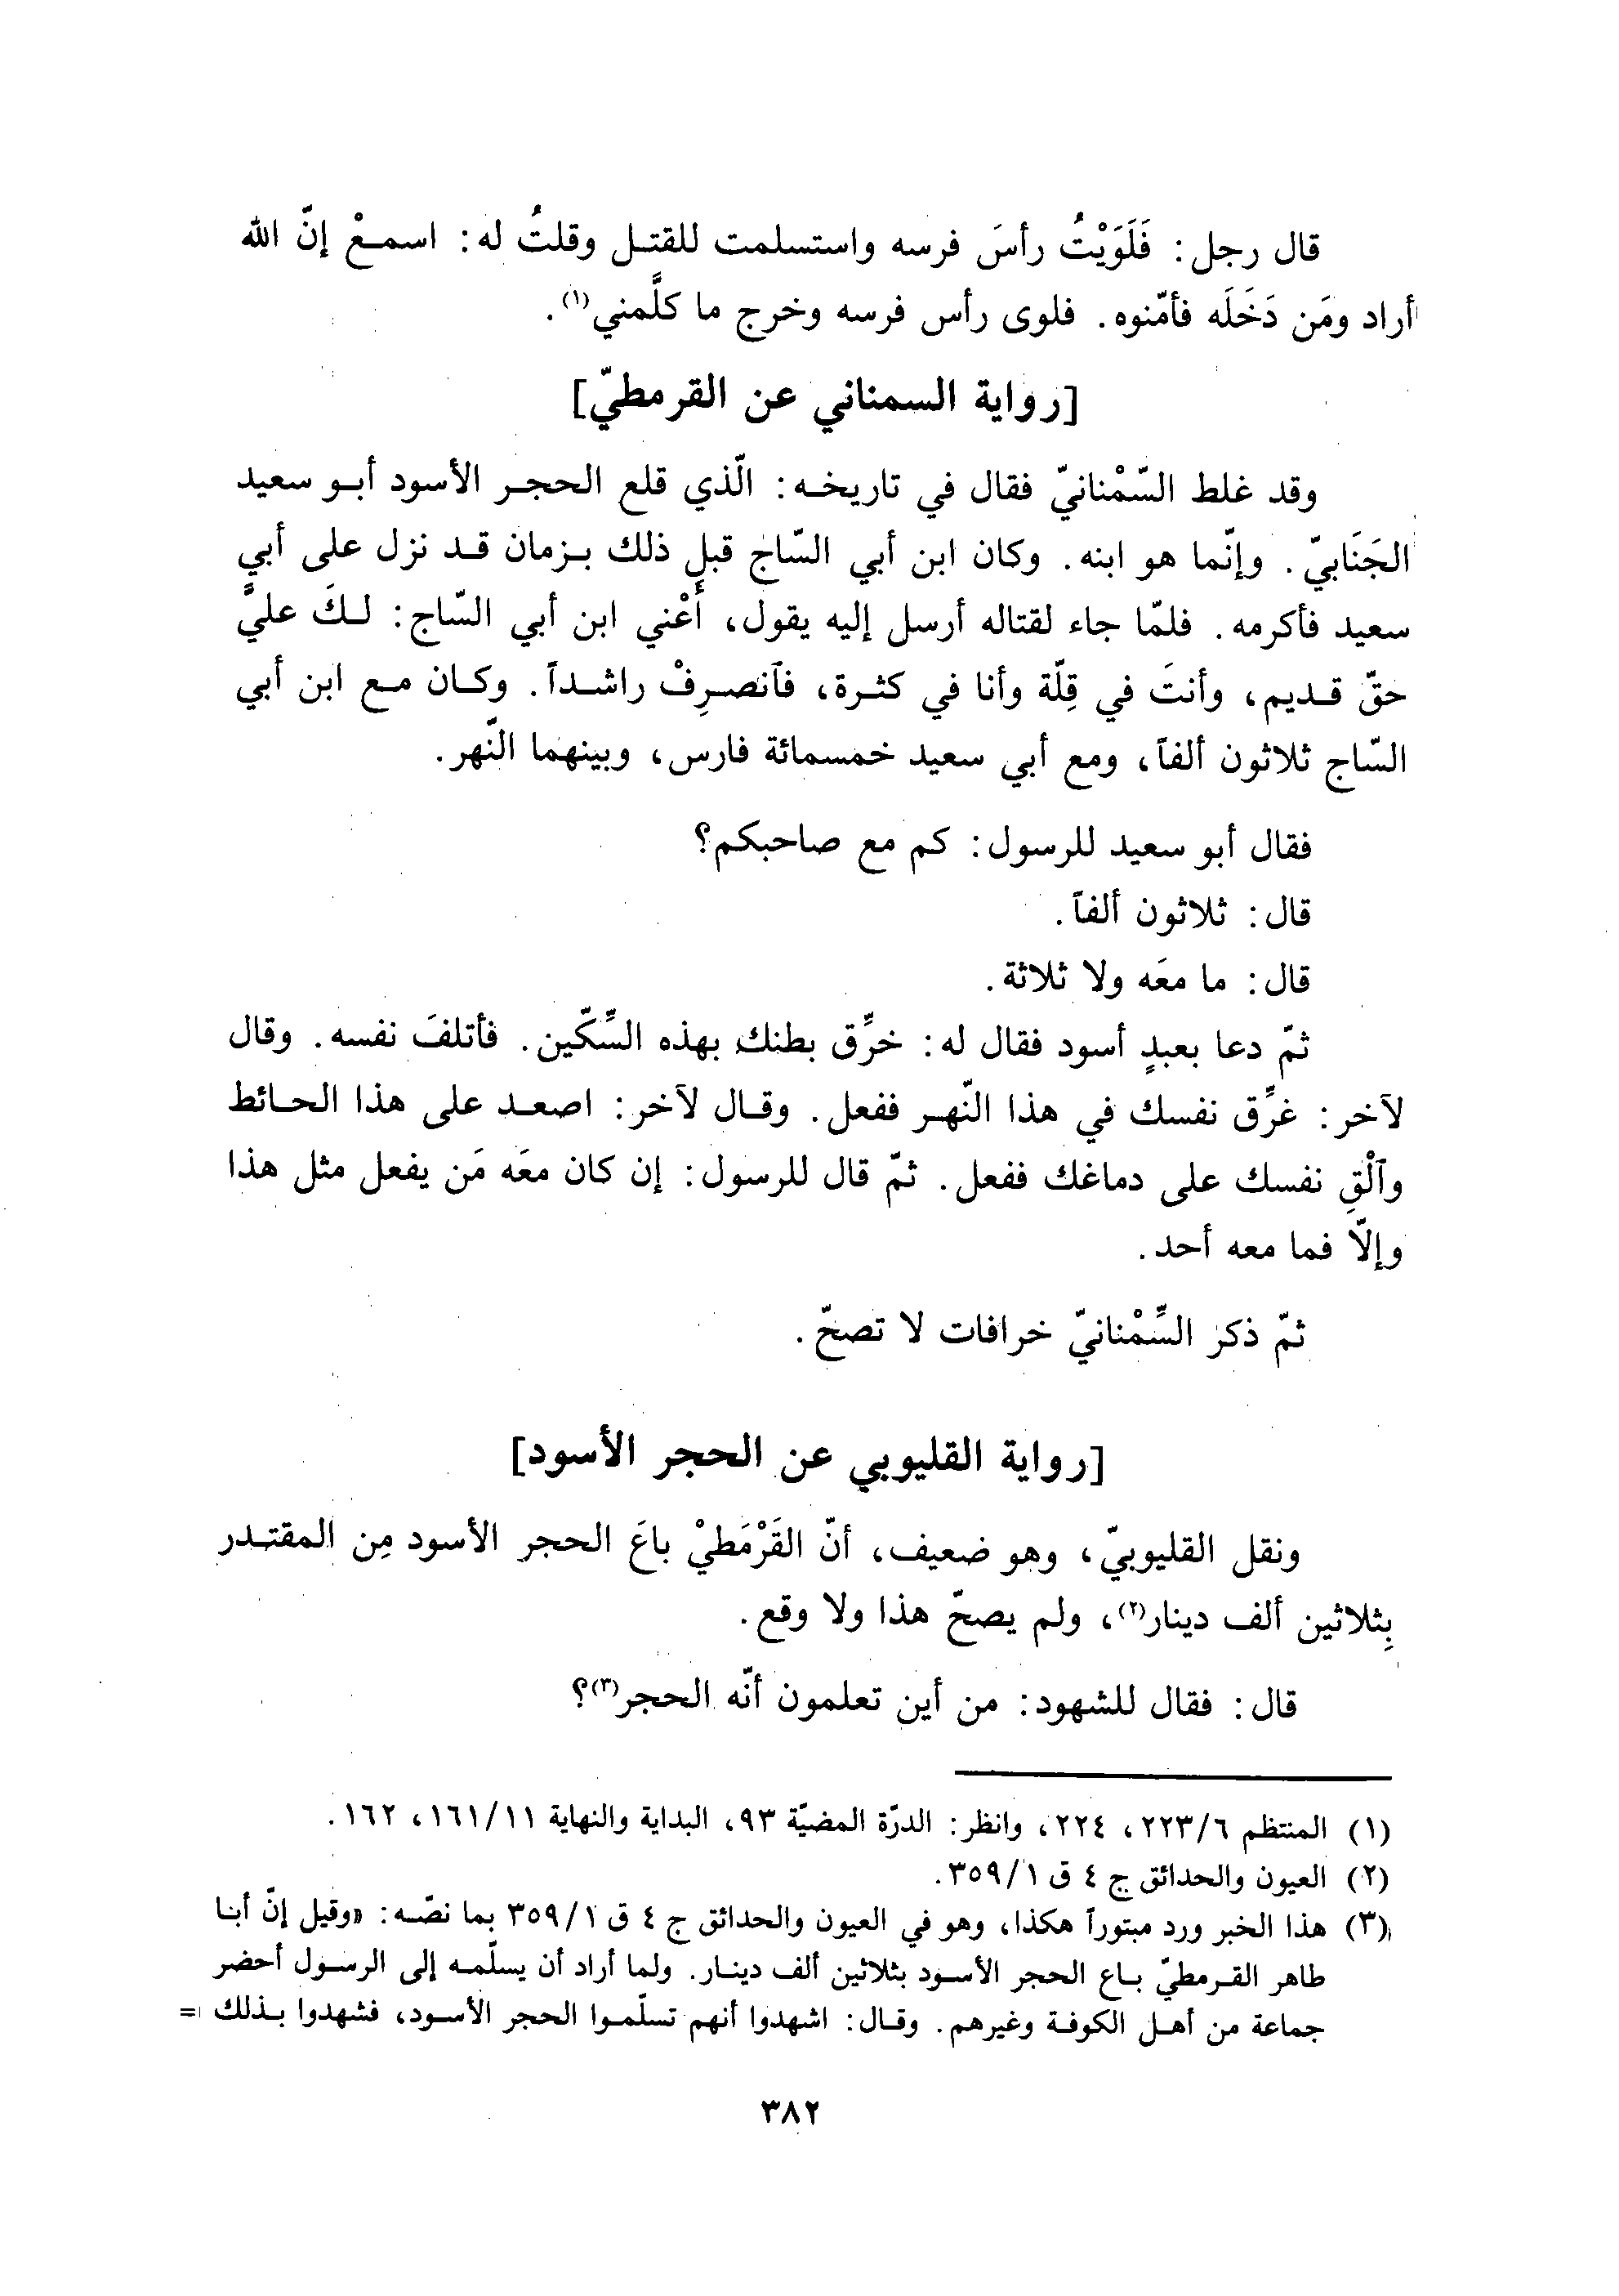 قال رجل: فَلَوَيْتُ رأسَ فرسه واستسلمت للقتل وقلتُ له: اسمعْ إنّ الله
أراد ومَن دَخَلَه فأمّنوه. فلوى رأس فرسه وخرج ما كلَّمني(١).
[رواية السمناني عن القرمطيّ]
وقد غلط السّمْنانيّ فقال في تاريخه: الّذي قلع الحجر الأسود أبو سعيد
الجَنَابيّ. وإنّما هو ابنه. وكان ابن أبي السّاج قبل ذلك بزمان قد نزل على أبي
سعيد فأكرمه. فلمّا جاء لقتاله أرسل إليه يقول، أَعْني ابن أبي السّاج: لكَ عليَّ
حقّ قديم، وأنتَ في قِلّة وأنا في كثرة، فآنصرِفْ راشداً. وكان مع ابن أبي
السّاج ثلاثون ألفاً، ومع أبي سعيد خمسمائة فارس، وبينهما النّهر.
فقال أبو سعيد للرسول: كم مع صاحبكم؟
قال: ثلاثون ألفاً.
قال: ما معَه ولا ثلاثة.
ثمّ دعا بعبدٍ أسود فقال له: خرِّق بطنك بهذه السِّكّين. فأتلفَ نفسه. وقال
لآخر: غرِّق نفسك في هذا النّهر ففعل. وقال لآخر: اصعد على هذا الحائط
وآلْقِ نفسك على دماغك ففعل. ثمّ قال للرسول: إن كان معَه مَن يفعل مثل هذا
وإلّا فما معه أحد.
ثمّ ذكر السِّمْنانيّ خرافات لا تصحّ.
[رواية القليوبي عن الحجر الأسود]
ونقل القليوبيّ، وهو ضعيف، أنّ القَرْمَطيْ باعَ الحجر الأسود مِن المقتدر
بِثلاثين ألف دينار(٢)، ولم يصحّ هذا ولا وقع.
قال: فقال للشهود: من أين تعلمون أنّه الحجر(٣)؟
(١) المنتظم ٢٢٣/٦، ٢٢٤، وانظر: الدرّة المضيّة ٩٣، البداية والنهاية ١٦١/١١، ١٦٢.
(٢) العيون والحدائق ج ٤ ق ٣٥٩/١.
(٣) هذا الخبر ورد مبتوراً هكذا، وهو في العيون والحدائق ج ٤ ق ٣٥٩/١ بما نصّه: «وقيل إنّ أبا
طاهر القرمطيّ باع الحجر الأسود بثلاثين ألف دينار. ولما أراد أن يسلّمه إلى الرسول أحضر
جماعة من أهل الكوفة وغيرهم. وقال: اشهدوا أنهم تسلّموا الحجر الأسود، فشهدوا بذلك =
٣٨٢